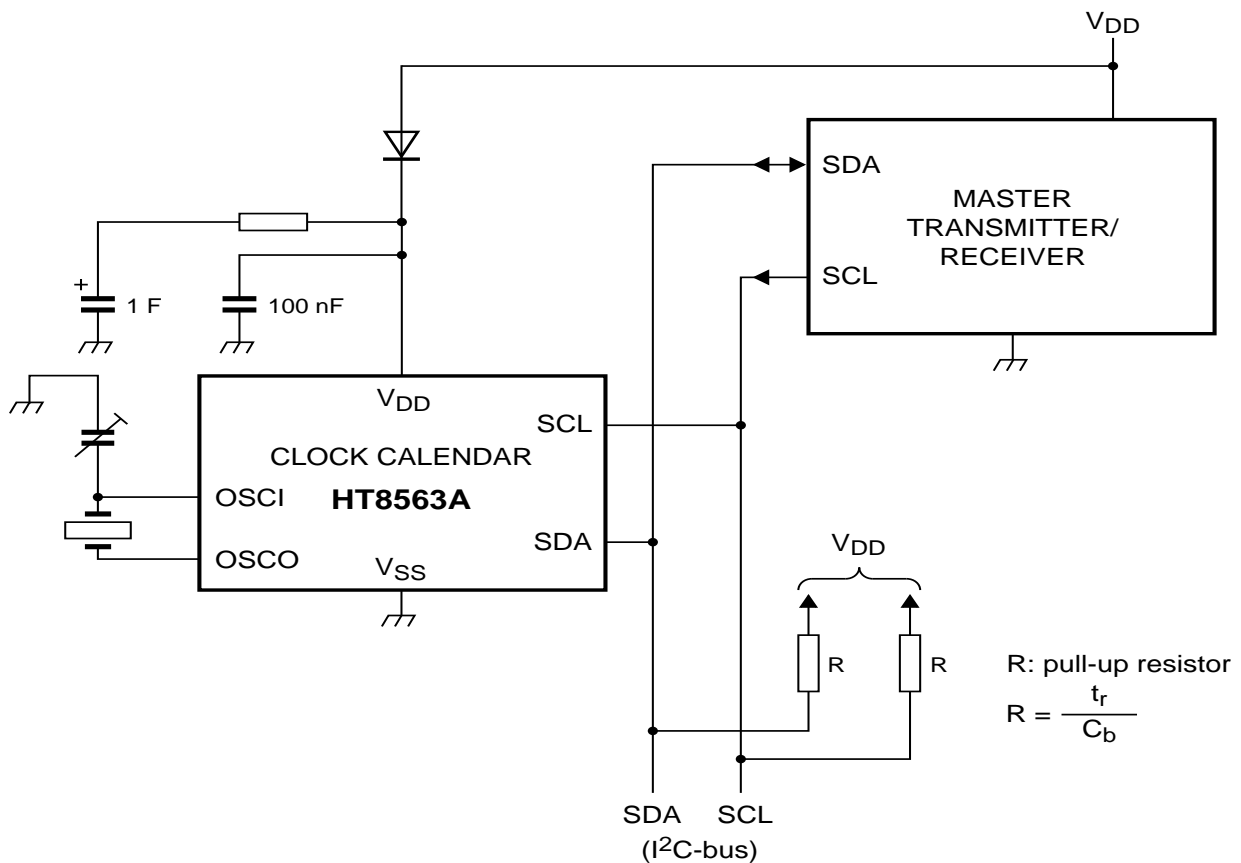 VDD
SDA
MASTER
TRANSMITTER/
RECEIVER
SCL
+
1 F
100 nF
VDD
SCL
CLOCK CALENDAR
OSCI
HT8563A
SDA
OSCO
VSS
VDD
R
R
R: pull-up resistor
R = tr / Cb
SDA SCL
(I²C-bus)